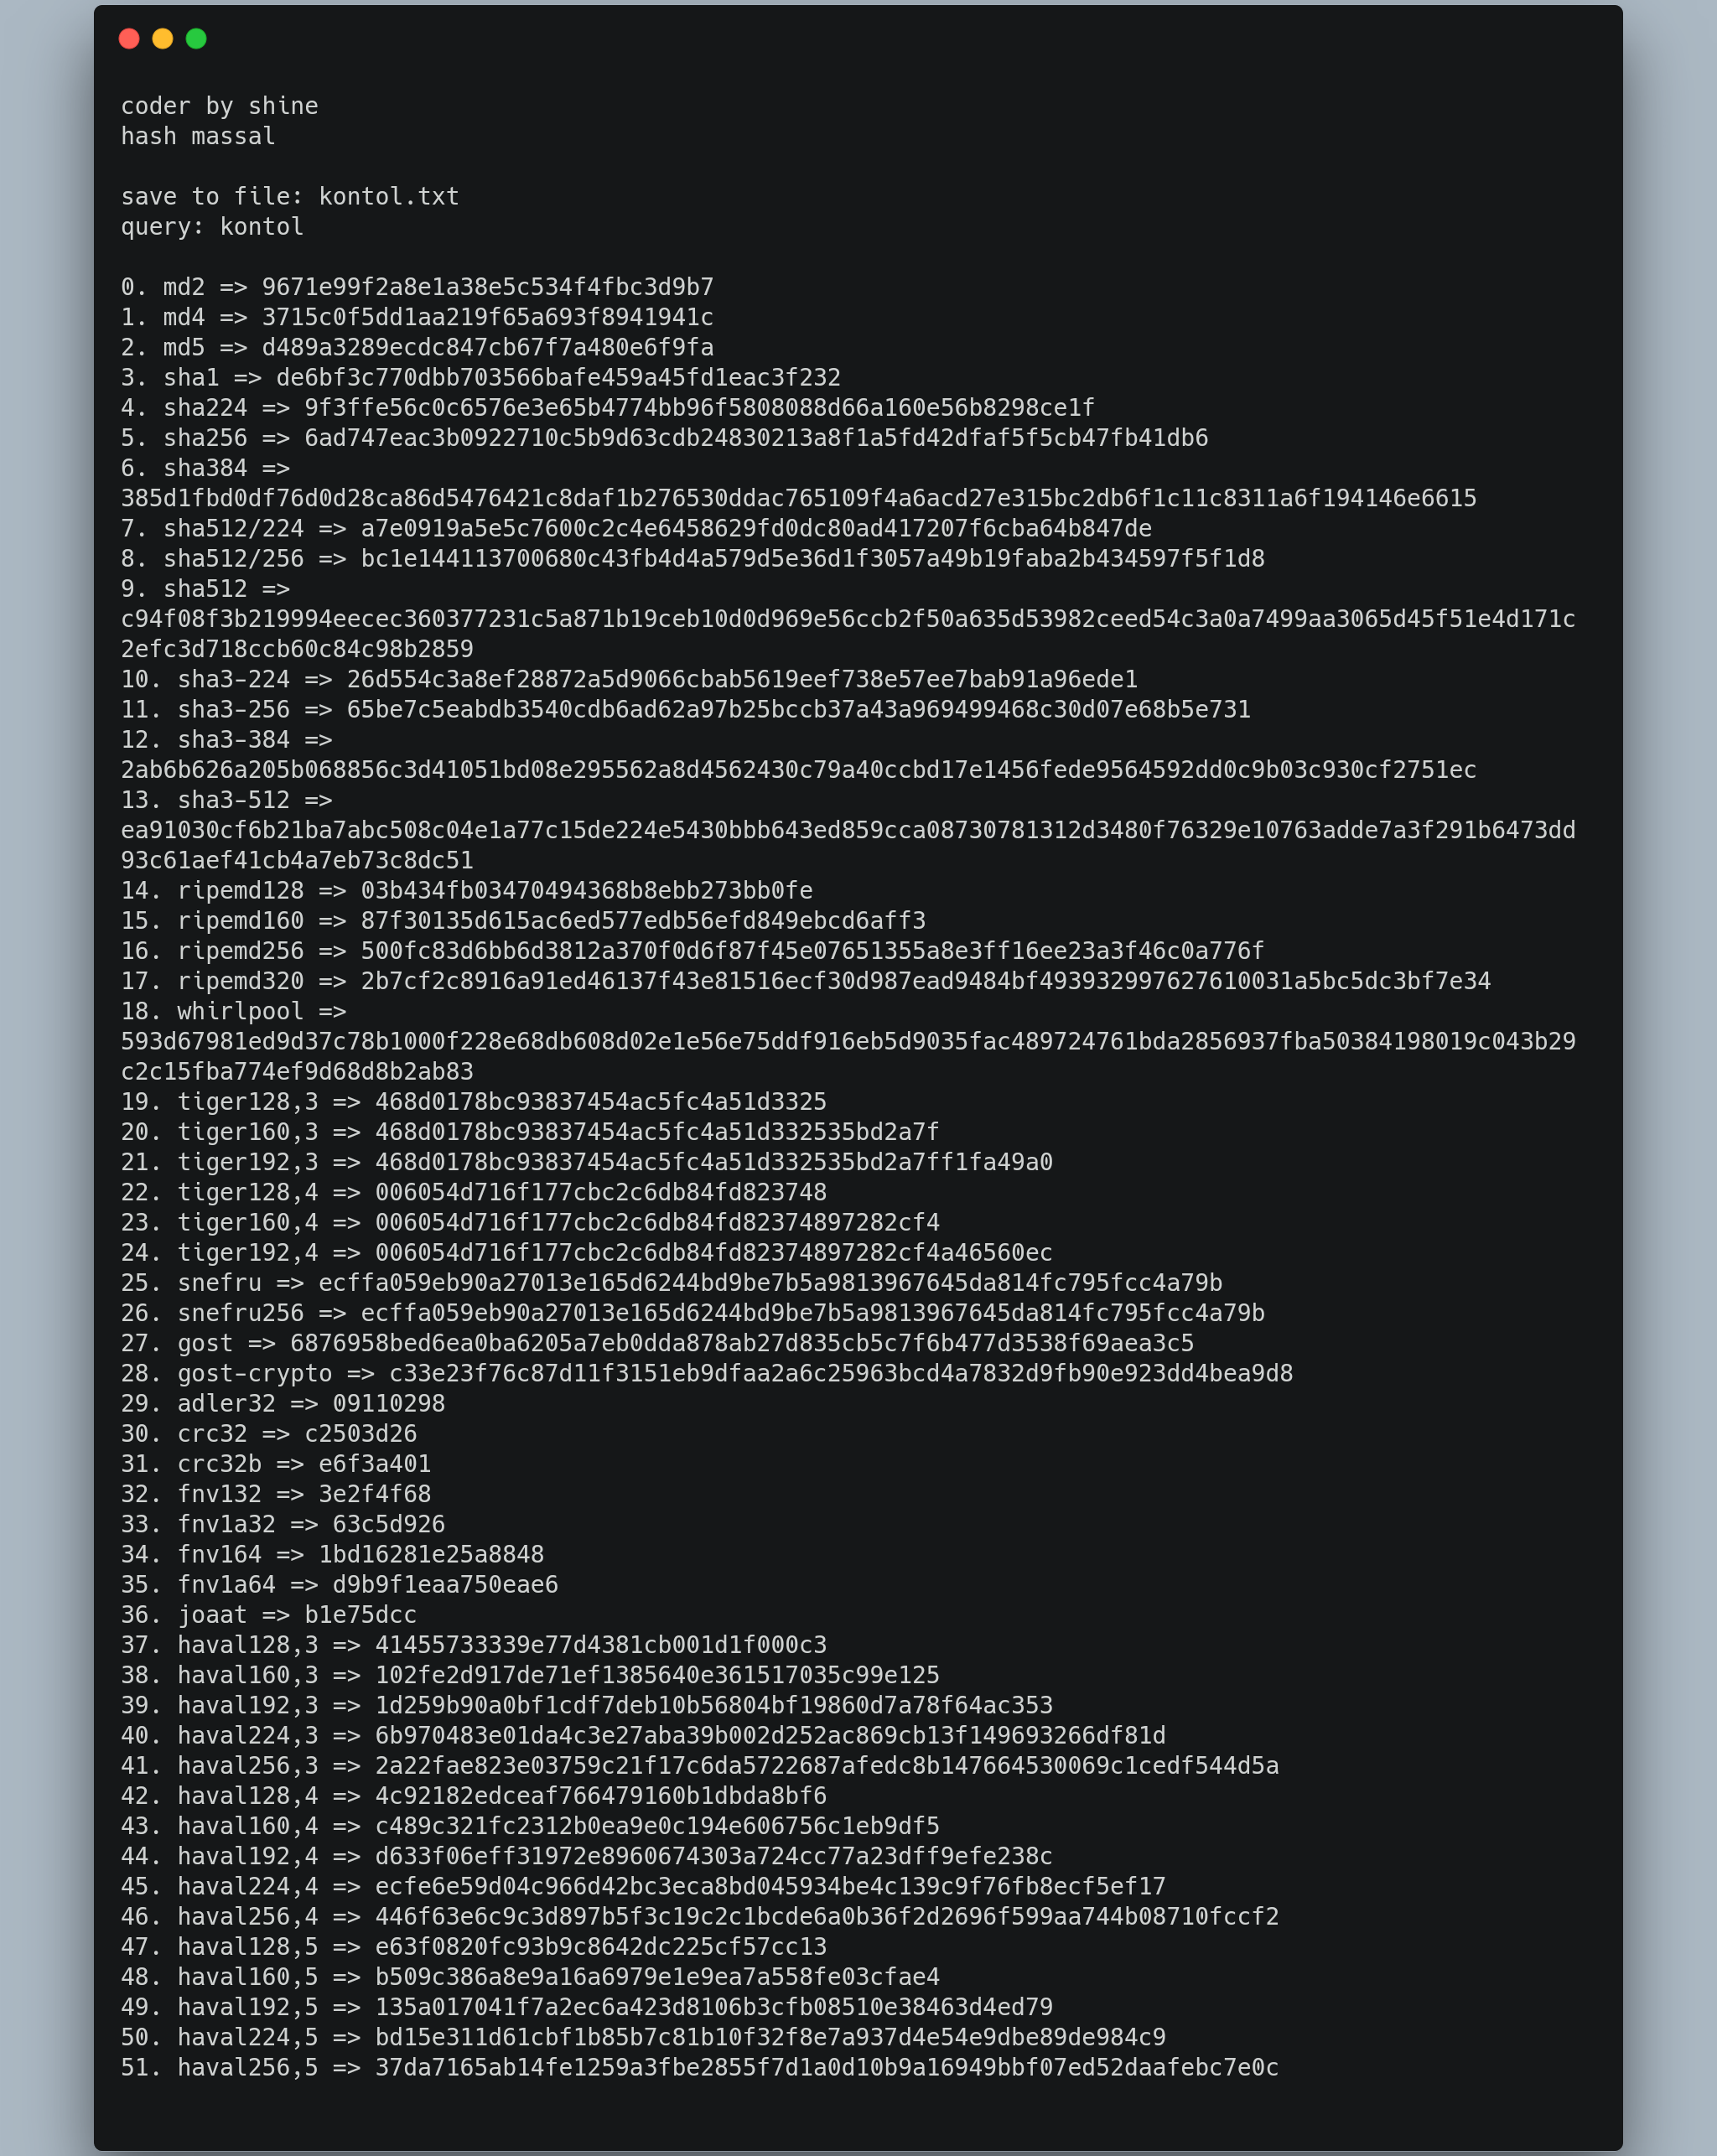 coder by shine
hash massal
save to file: kontol.txt
query: kontol
0. md2 => 9671e99f2a8e1a38e5c534f4fbc3d9b7
1. md4 => 3715c0f5dd1aa219f65a693f8941941c
2. md5 => d489a3289ecdc847cb67f7a480e6f9fa
3. sha1 => de6bf3c770dbb703566bafe459a45fd1eac3f232
4. sha224 => 9f3ffe56c0c6576e3e65b4774bb96f5808088d66a160e56b8298ce1f
5. sha256 => 6ad747eac3b0922710c5b9d63cdb24830213a8f1a5fd42dfaf5f5cb47fb41db6
6. sha384 =>
385d1fbd0df76d0d28ca86d5476421c8daf1b276530ddac765109f4a6acd27e315bc2db6f1c11c8311a6f194146e6615
7. sha512/224 => a7e0919a5e5c7600c2c4e6458629fd0dc80ad417207f6cba64b847de
8. sha512/256 => bc1e144113700680c43fb4d4a579d5e36d1f3057a49b19faba2b434597f5f1d8
9. sha512 =>
c94f08f3b219994eecec360377231c5a871b19ceb10d0d969e56ccb2f50a635d53982ceed54c3a0a7499aa3065d45f51e4d171c
2efc3d718ccb60c84c98b2859
10. sha3-224 => 26d554c3a8ef28872a5d9066cbab5619eef738e57ee7bab91a96ede1
11. sha3-256 => 65be7c5eabdb3540cdb6ad62a97b25bccb37a43a969499468c30d07e68b5e731
12. sha3-384 =>
2ab6b626a205b068856c3d41051bd08e295562a8d4562430c79a40ccbd17e1456fede9564592dd0c9b03c930cf2751ec
13. sha3-512 =>
ea91030cf6b21ba7abc508c04e1a77c15de224e5430bbb643ed859cca08730781312d3480f76329e10763adde7a3f291b6473dd
93c61aef41cb4a7eb73c8dc51
14. ripemd128 => 03b434fb03470494368b8ebb273bb0fe
15. ripemd160 => 87f30135d615ac6ed577edb56efd849ebcd6aff3
16. ripemd256 => 500fc83d6bb6d3812a370f0d6f87f45e07651355a8e3ff16ee23a3f46c0a776f
17. ripemd320 => 2b7cf2c8916a91ed46137f43e81516ecf30d987ead9484bf493932997627610031a5bc5dc3bf7e34
18. whirlpool =>
593d67981ed9d37c78b1000f228e68db608d02e1e56e75ddf916eb5d9035fac489724761bda2856937fba50384198019c043b29
c2c15fba774ef9d68d8b2ab83
19. tiger128,3 => 468d0178bc93837454ac5fc4a51d3325
20. tiger160,3 => 468d0178bc93837454ac5fc4a51d332535bd2a7f
21. tiger192,3 => 468d0178bc93837454ac5fc4a51d332535bd2a7ff1fa49a0
22. tiger128,4 => 006054d716f177cbc2c6db84fd823748
23. tiger160,4 => 006054d716f177cbc2c6db84fd82374897282cf4
24. tiger192,4 => 006054d716f177cbc2c6db84fd82374897282cf4a46560ec
25. snefru => ecffa059eb90a27013e165d6244bd9be7b5a9813967645da814fc795fcc4a79b
26. snefru256 => ecffa059eb90a27013e165d6244bd9be7b5a9813967645da814fc795fcc4a79b
27. gost => 6876958bed6ea0ba6205a7eb0dda878ab27d835cb5c7f6b477d3538f69aea3c5
28. gost-crypto => c33e23f76c87d11f3151eb9dfaa2a6c25963bcd4a7832d9fb90e923dd4bea9d8
29. adler32 => 09110298
30. crc32 => c2503d26
31. crc32b => e6f3a401
32. fnv132 => 3e2f4f68
33. fnv1a32 => 63c5d926
34. fnv164 => 1bd16281e25a8848
35. fnv1a64 => d9b9f1eaa750eae6
36. joaat => b1e75dcc
37. haval128,3 => 41455733339e77d4381cb001d1f000c3
38. haval160,3 => 102fe2d917de71ef1385640e361517035c99e125
39. haval192,3 => 1d259b90a0bf1cdf7deb10b56804bf19860d7a78f64ac353
40. haval224,3 => 6b970483e01da4c3e27aba39b002d252ac869cb13f149693266df81d
41. haval256,3 => 2a22fae823e03759c21f17c6da5722687afedc8b147664530069c1cedf544d5a
42. haval128,4 => 4c92182edceaf766479160b1dbda8bf6
43. haval160,4 => c489c321fc2312b0ea9e0c194e606756c1eb9df5
44. haval192,4 => d633f06eff31972e8960674303a724cc77a23dff9efe238c
45. haval224,4 => ecfe6e59d04c966d42bc3eca8bd045934be4c139c9f76fb8ecf5ef17
46. haval256,4 => 446f63e6c9c3d897b5f3c19c2c1bcde6a0b36f2d2696f599aa744b08710fccf2
47. haval128,5 => e63f0820fc93b9c8642dc225cf57cc13
48. haval160,5 => b509c386a8e9a16a6979e1e9ea7a558fe03cfae4
49. haval192,5 => 135a017041f7a2ec6a423d8106b3cfb08510e38463d4ed79
50. haval224,5 => bd15e311d61cbf1b85b7c81b10f32f8e7a937d4e54e9dbe89de984c9
51. haval256,5 => 37da7165ab14fe1259a3fbe2855f7d1a0d10b9a16949bbf07ed52daafebc7e0c